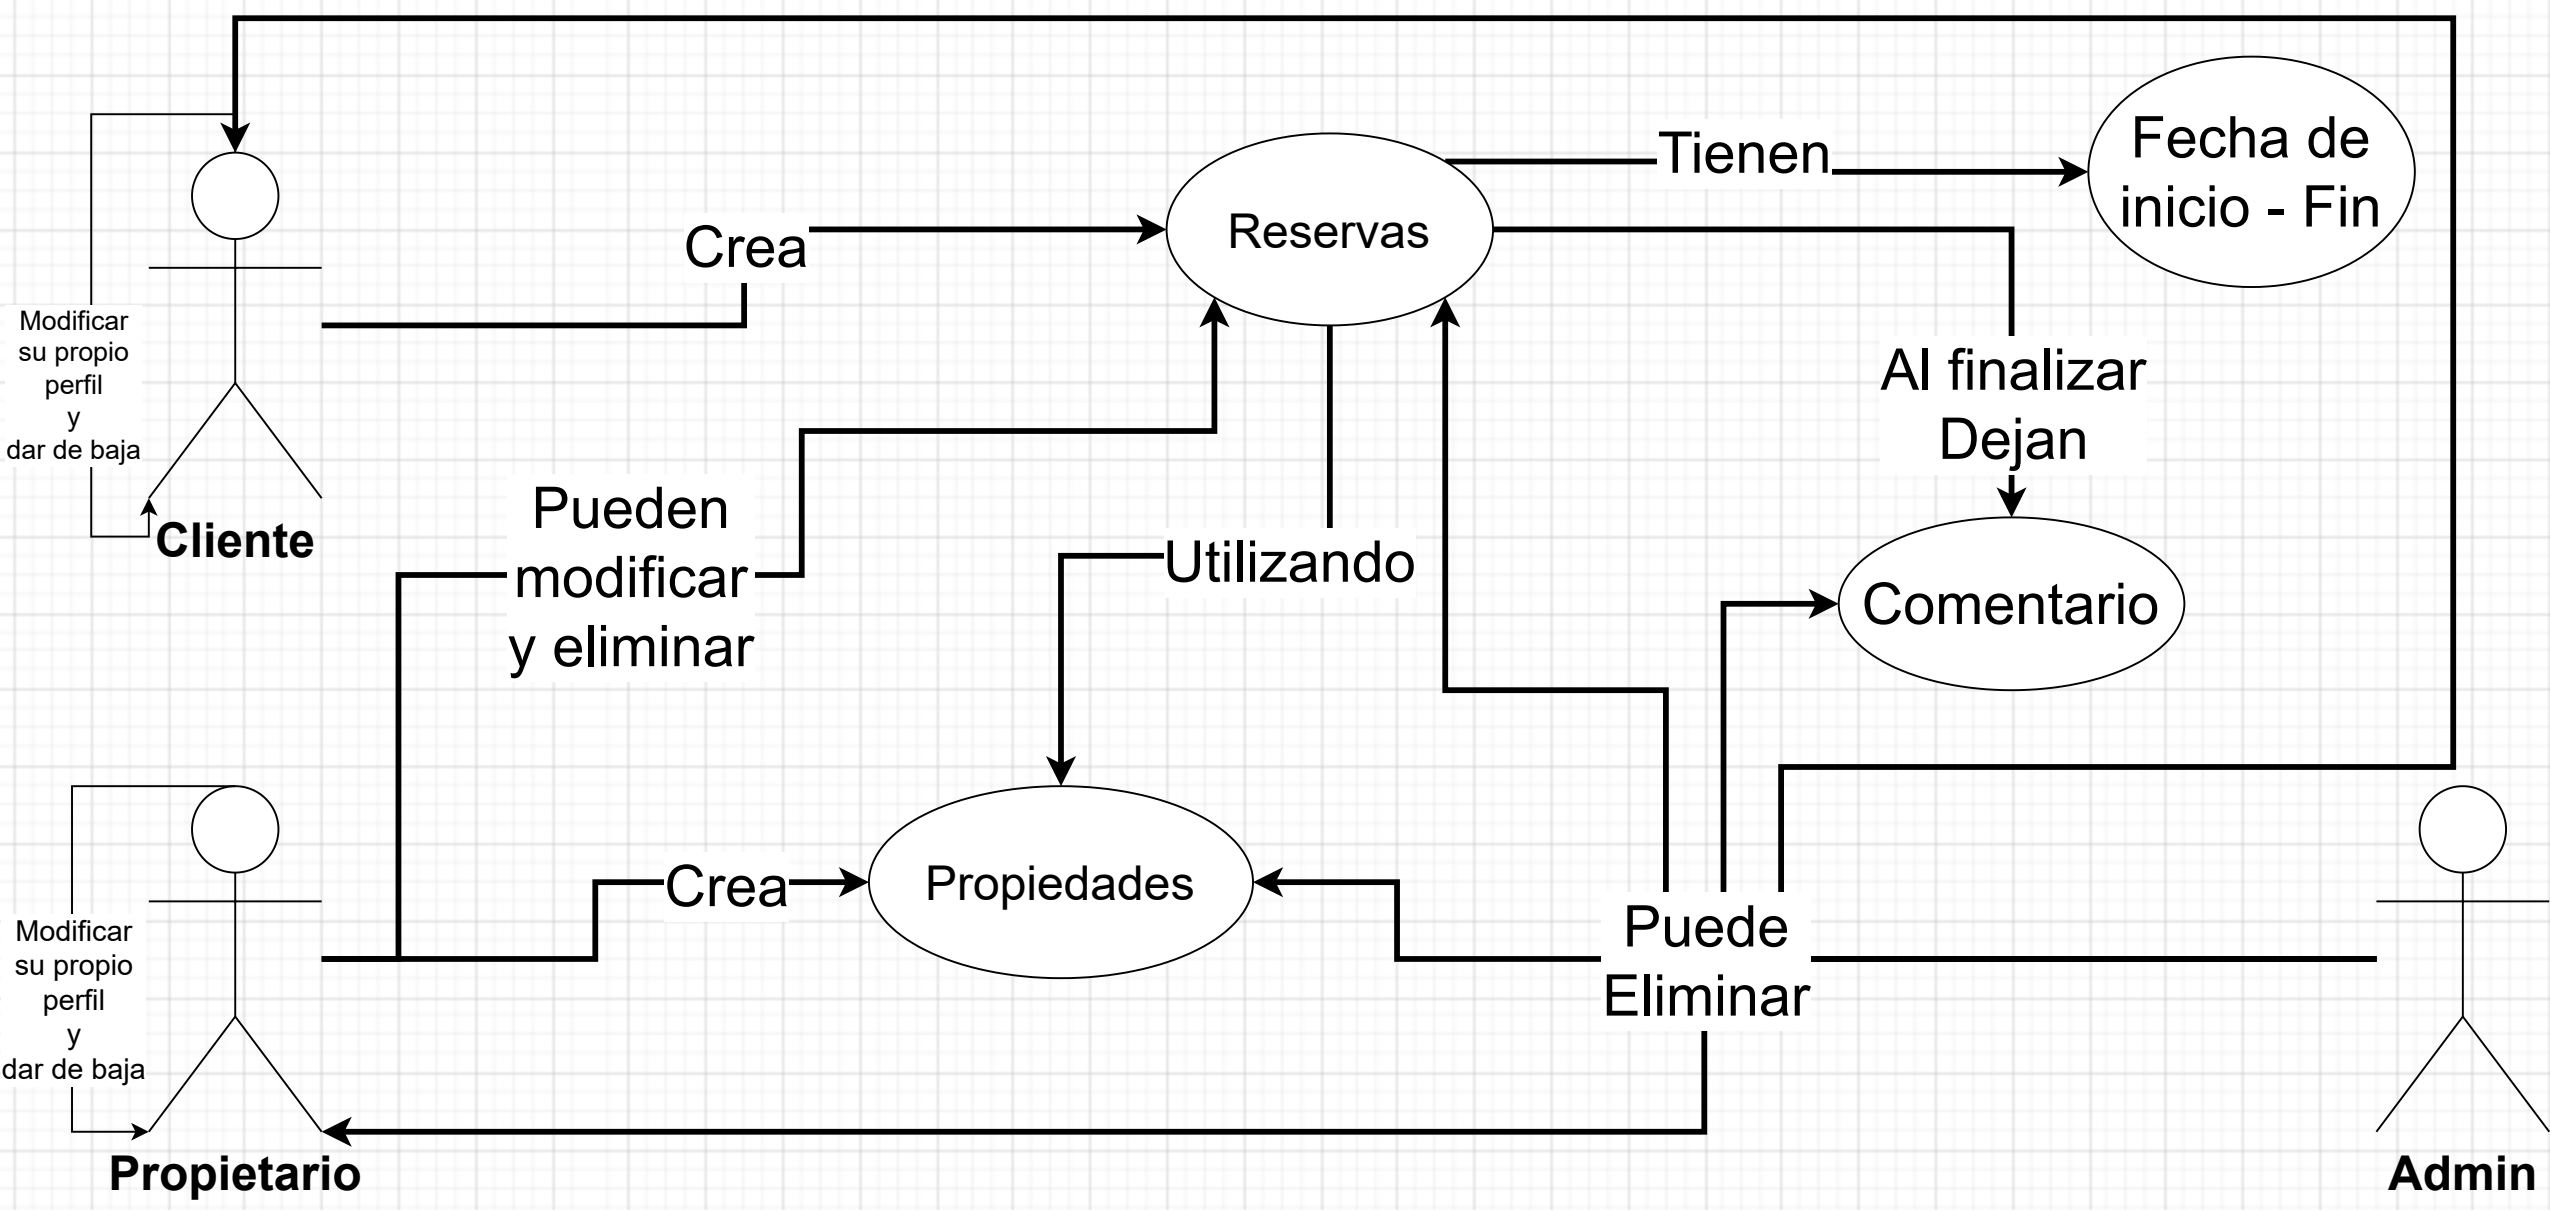 Fecha de
inicio - Fin
Tienen
Reservas
Crea
Modificar
su propio
perfil
y
dar de baja
Cliente
Al finalizar
Dejan
Pueden
modificar
y eliminar
Utilizando
Comentario
Crea
Propiedades
Puede
Eliminar
Modificar
su propio
perfil
y
dar de baja
Propietario
Admin